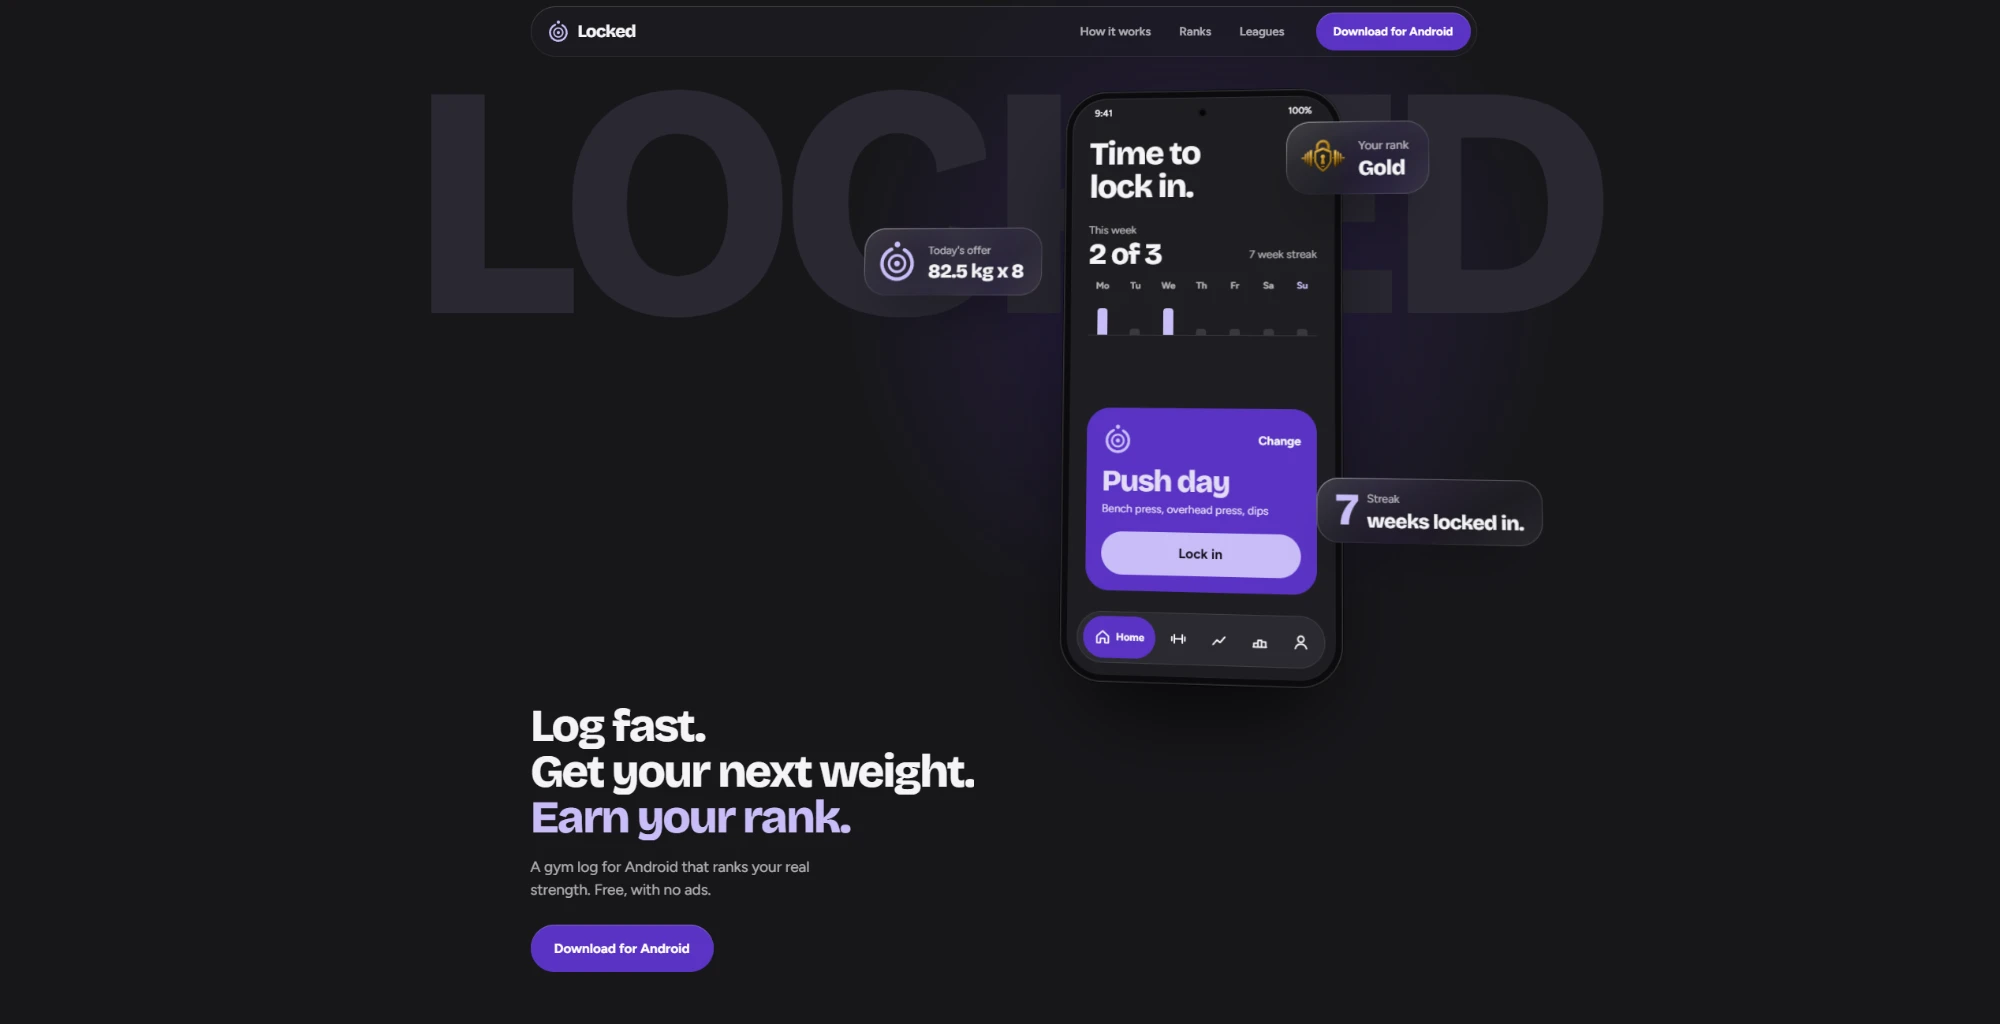 Locked
How it works
Ranks
Leagues
Download for Android
LOCKED
9:41
100%
Time to
lock in.
Your rank
Gold
This week
2 of 3
7 week streak
Today's offer
82.5 kg x 8
Mo Tu We Th Fr Sa Su
Change
Push day
Bench press, overhead press, dips
Lock in
7
Streak
weeks locked in.
Home
Log fast.
Get your next weight.
Earn your rank.
A gym log for Android that ranks your real
strength. Free, with no ads.
Download for Android